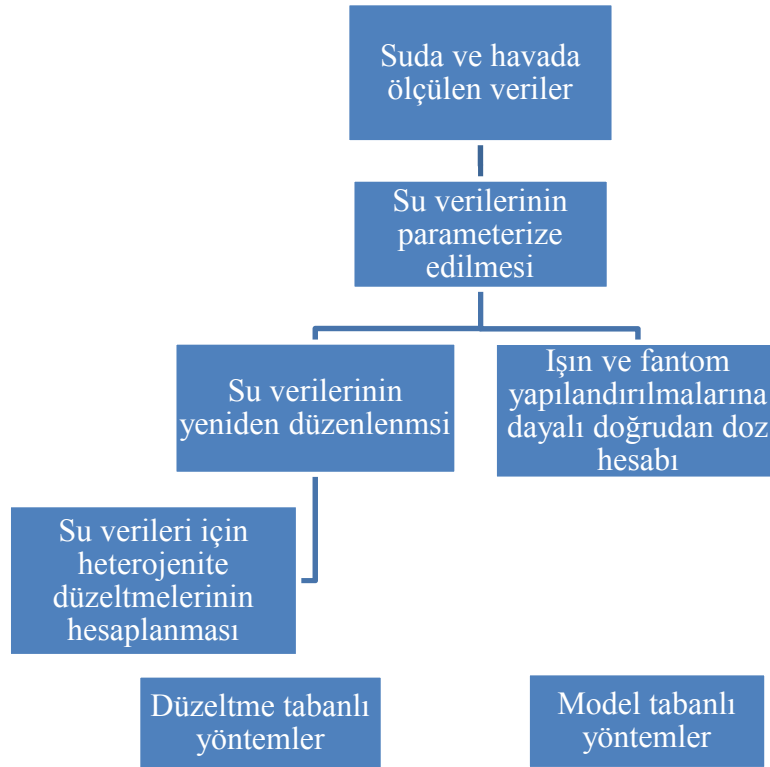 Suda ve havada
ölçülen veriler
Su verilerinin
parameterize
edilmesi
Su verilerinin
yeniden düzenlenmsi
Işın ve fantom
yapılandırılmalarına
dayalı doğrudan doz
hesabı
Su verileri için
heterojenite
düzeltmelerinin
hesaplanması
Düzeltme tabanlı
yöntemler
Model tabanlı
yöntemler